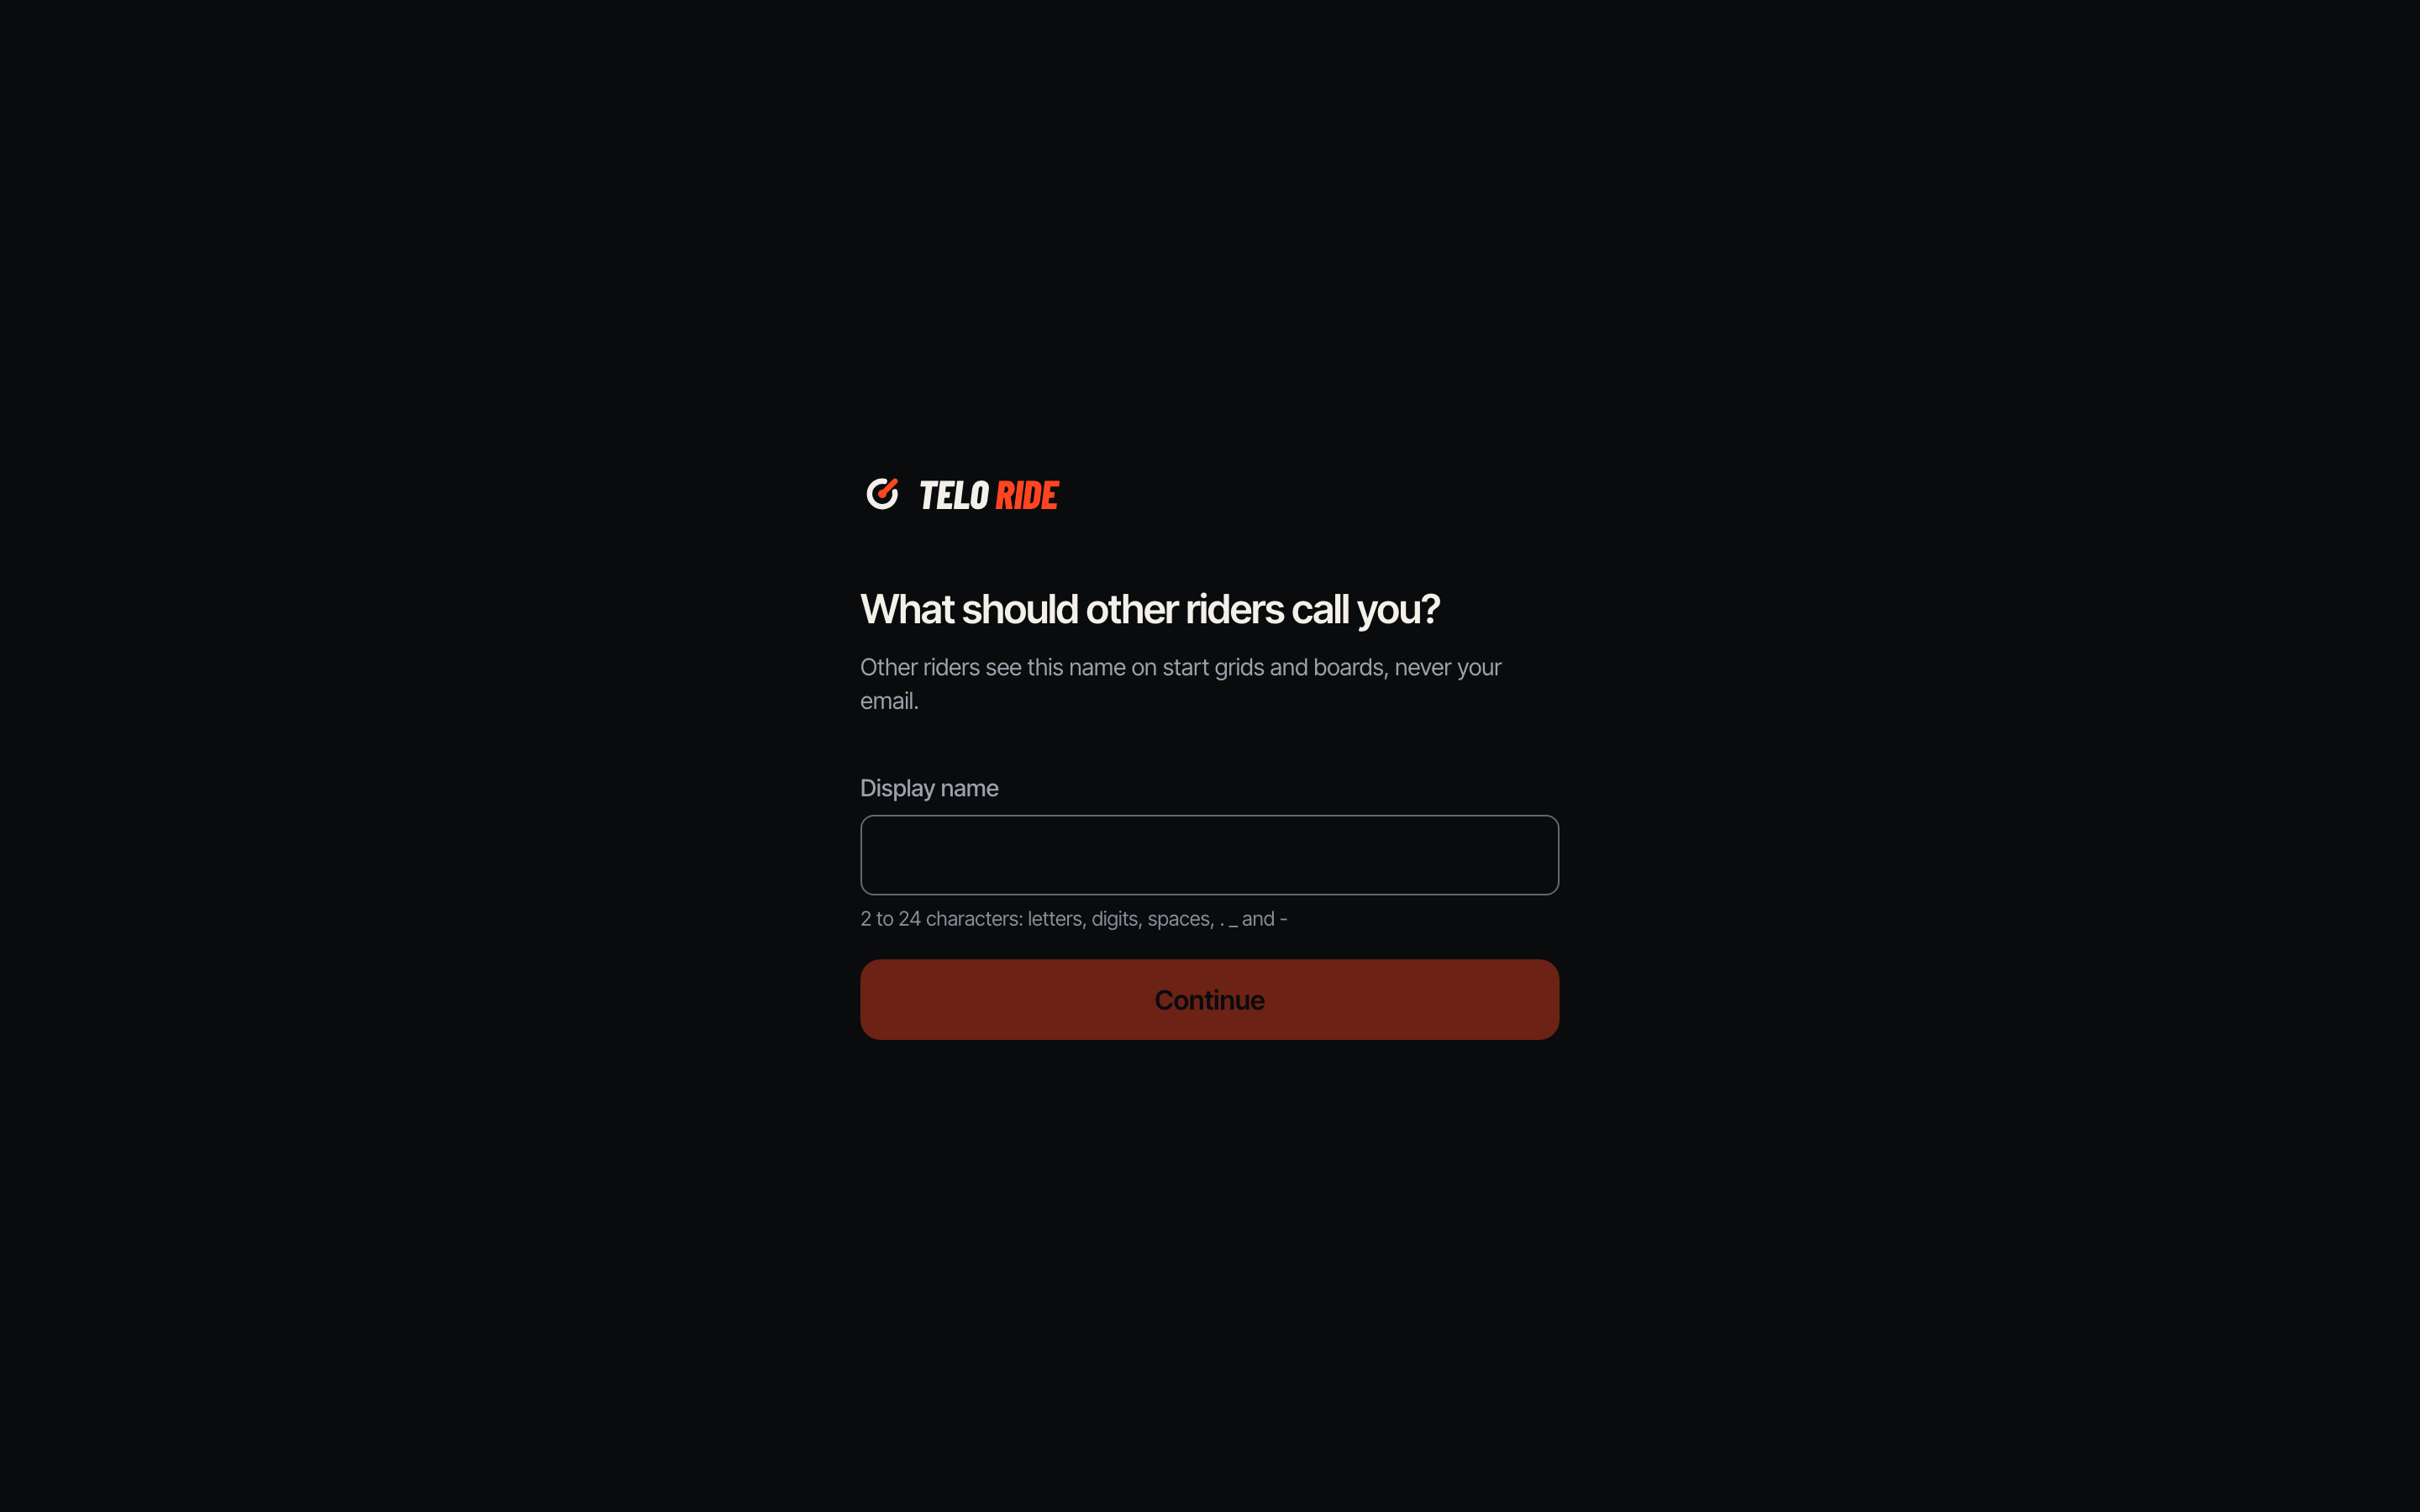 TELO RIDE
What should other riders call you?
Other riders see this name on start grids and boards, never your
email.
Display name
2 to 24 characters: letters, digits, spaces, . _ and -
Continue